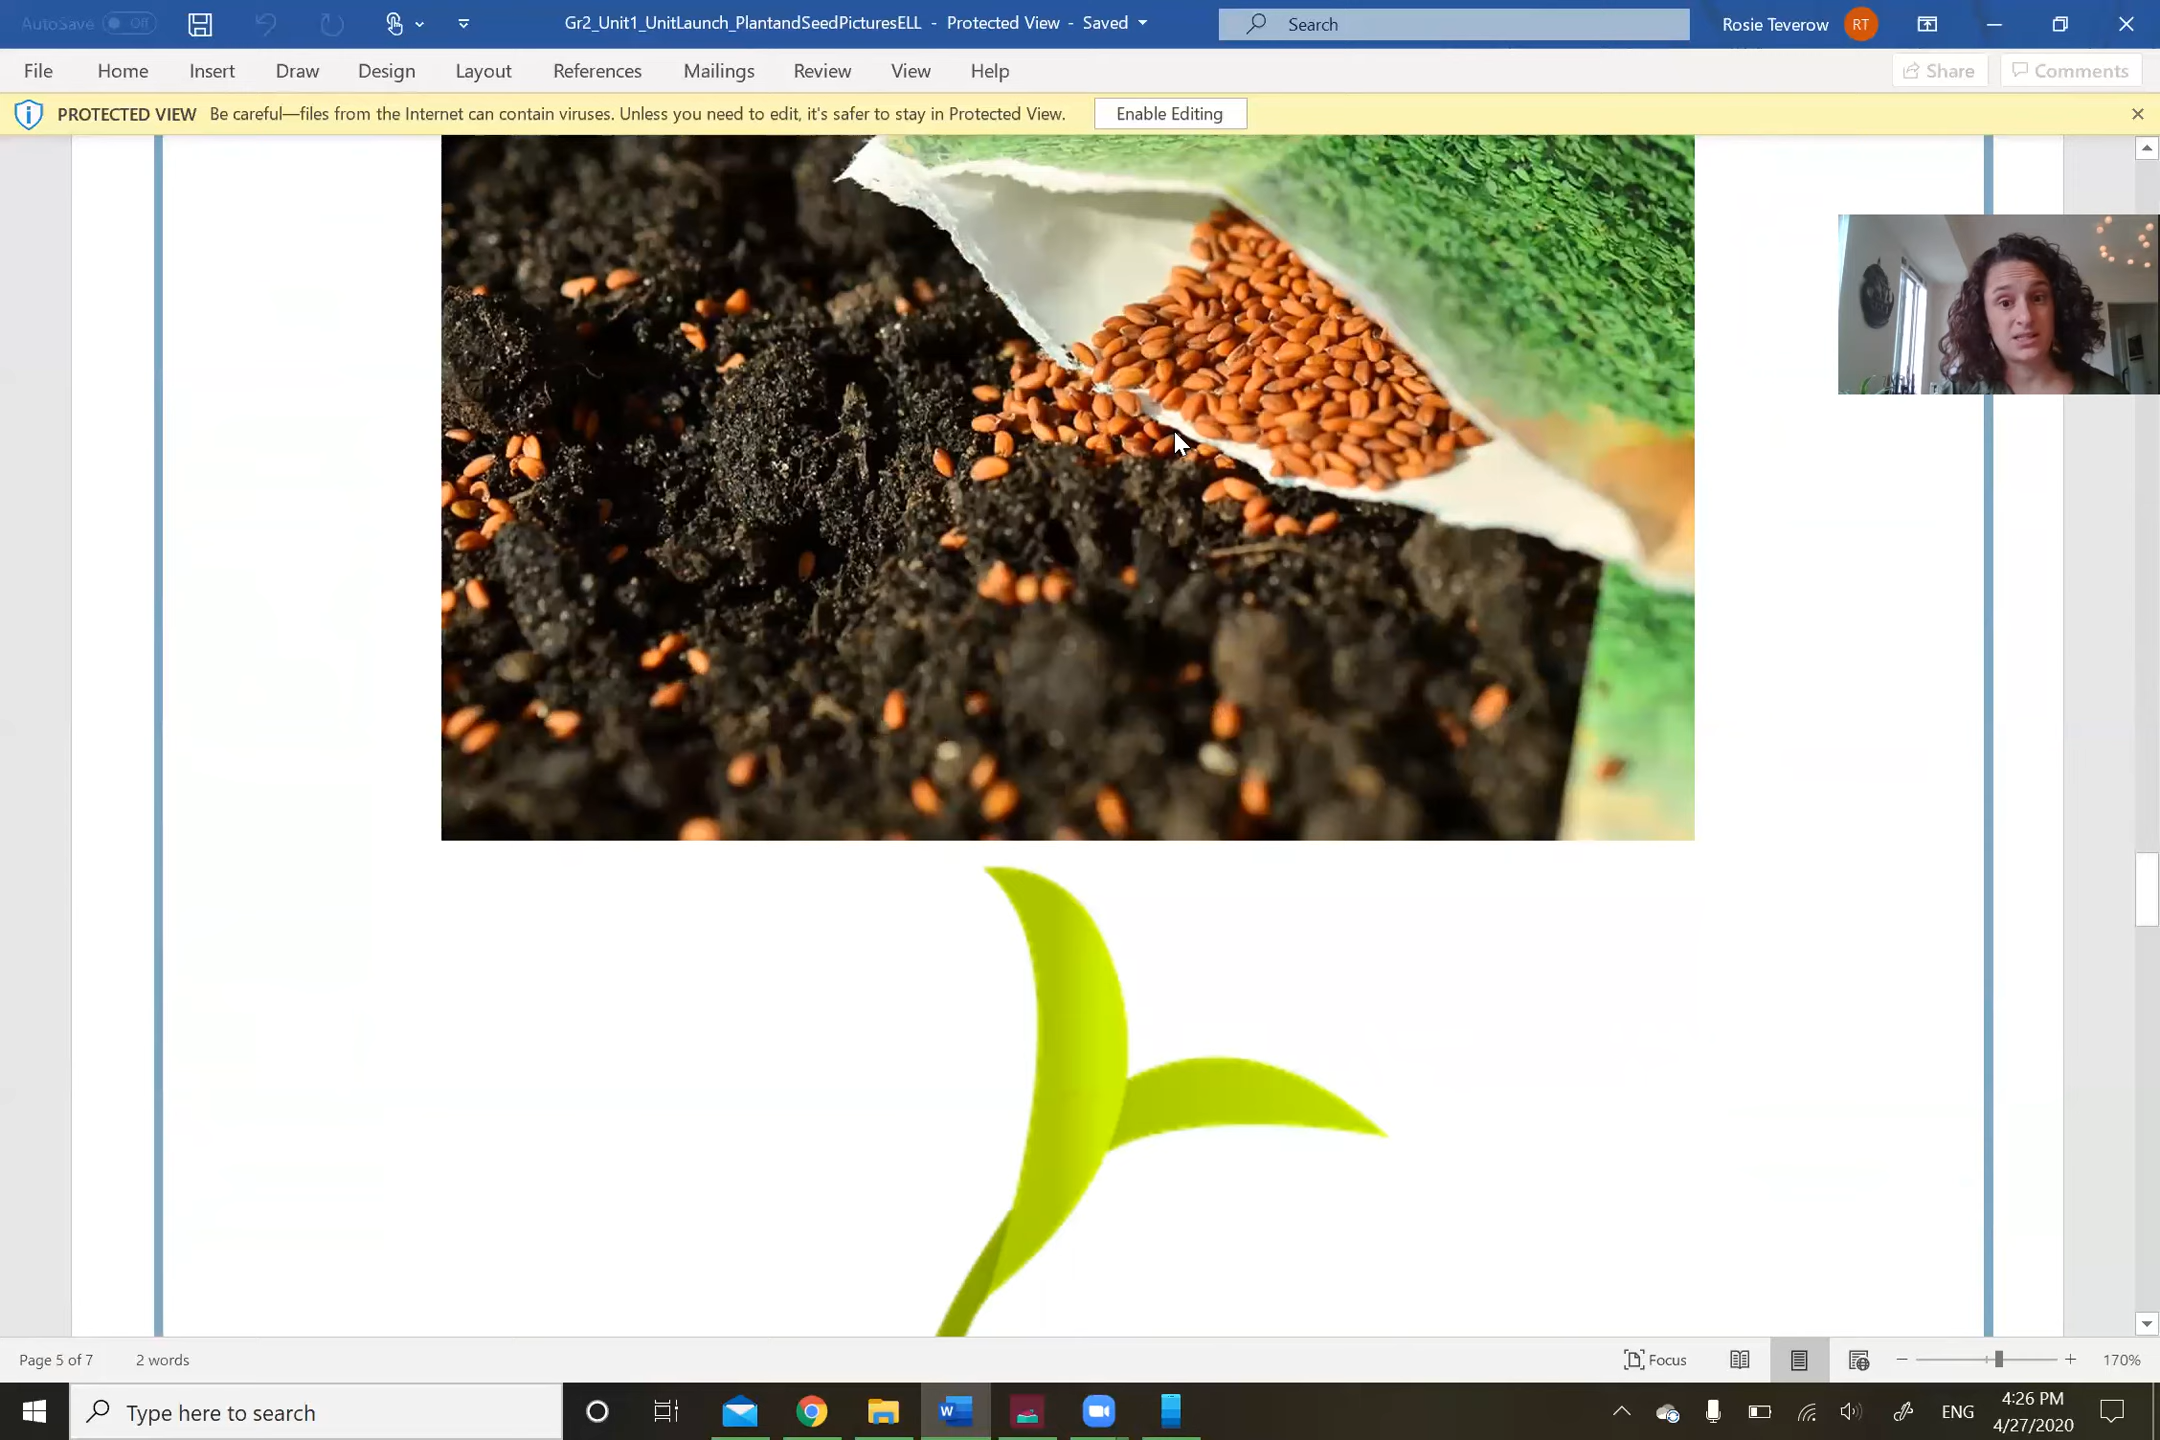 AutoSave Off
Gr2_Unit1_UnitLaunch_PlantandSeedPicturesELL - Protected View - Saved
Search
Rosie Teverow RT
File Home Insert Draw Design Layout References Mailings Review View Help
Share Comments
PROTECTED VIEW Be careful—files from the Internet can contain viruses. Unless you need to edit, it's safer to stay in Protected View. Enable Editing
Page 5 of 7 2 words
Focus
170%
Type here to search
W
ENG
4:26 PM
4/27/2020